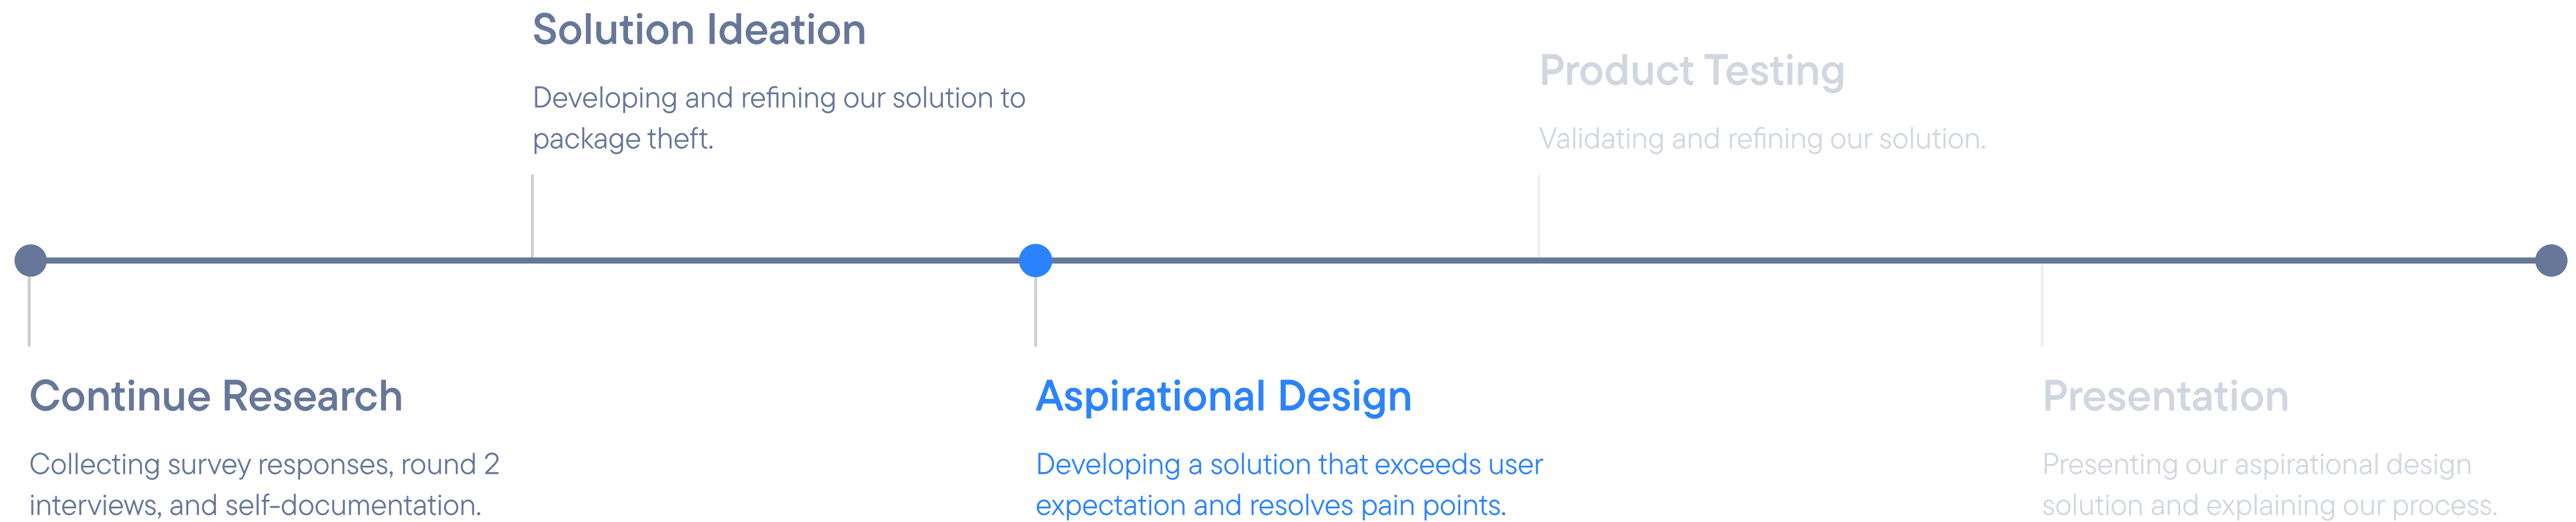 Solution Ideation
Developing and refining our solution to
package theft.
Product Testing
Validating and refining our solution.
Continue Research
Collecting survey responses, round 2
interviews, and self-documentation.
Aspirational Design
Developing a solution that exceeds user
expectation and resolves pain points.
Presentation
Presenting our aspirational design
solution and explaining our process.